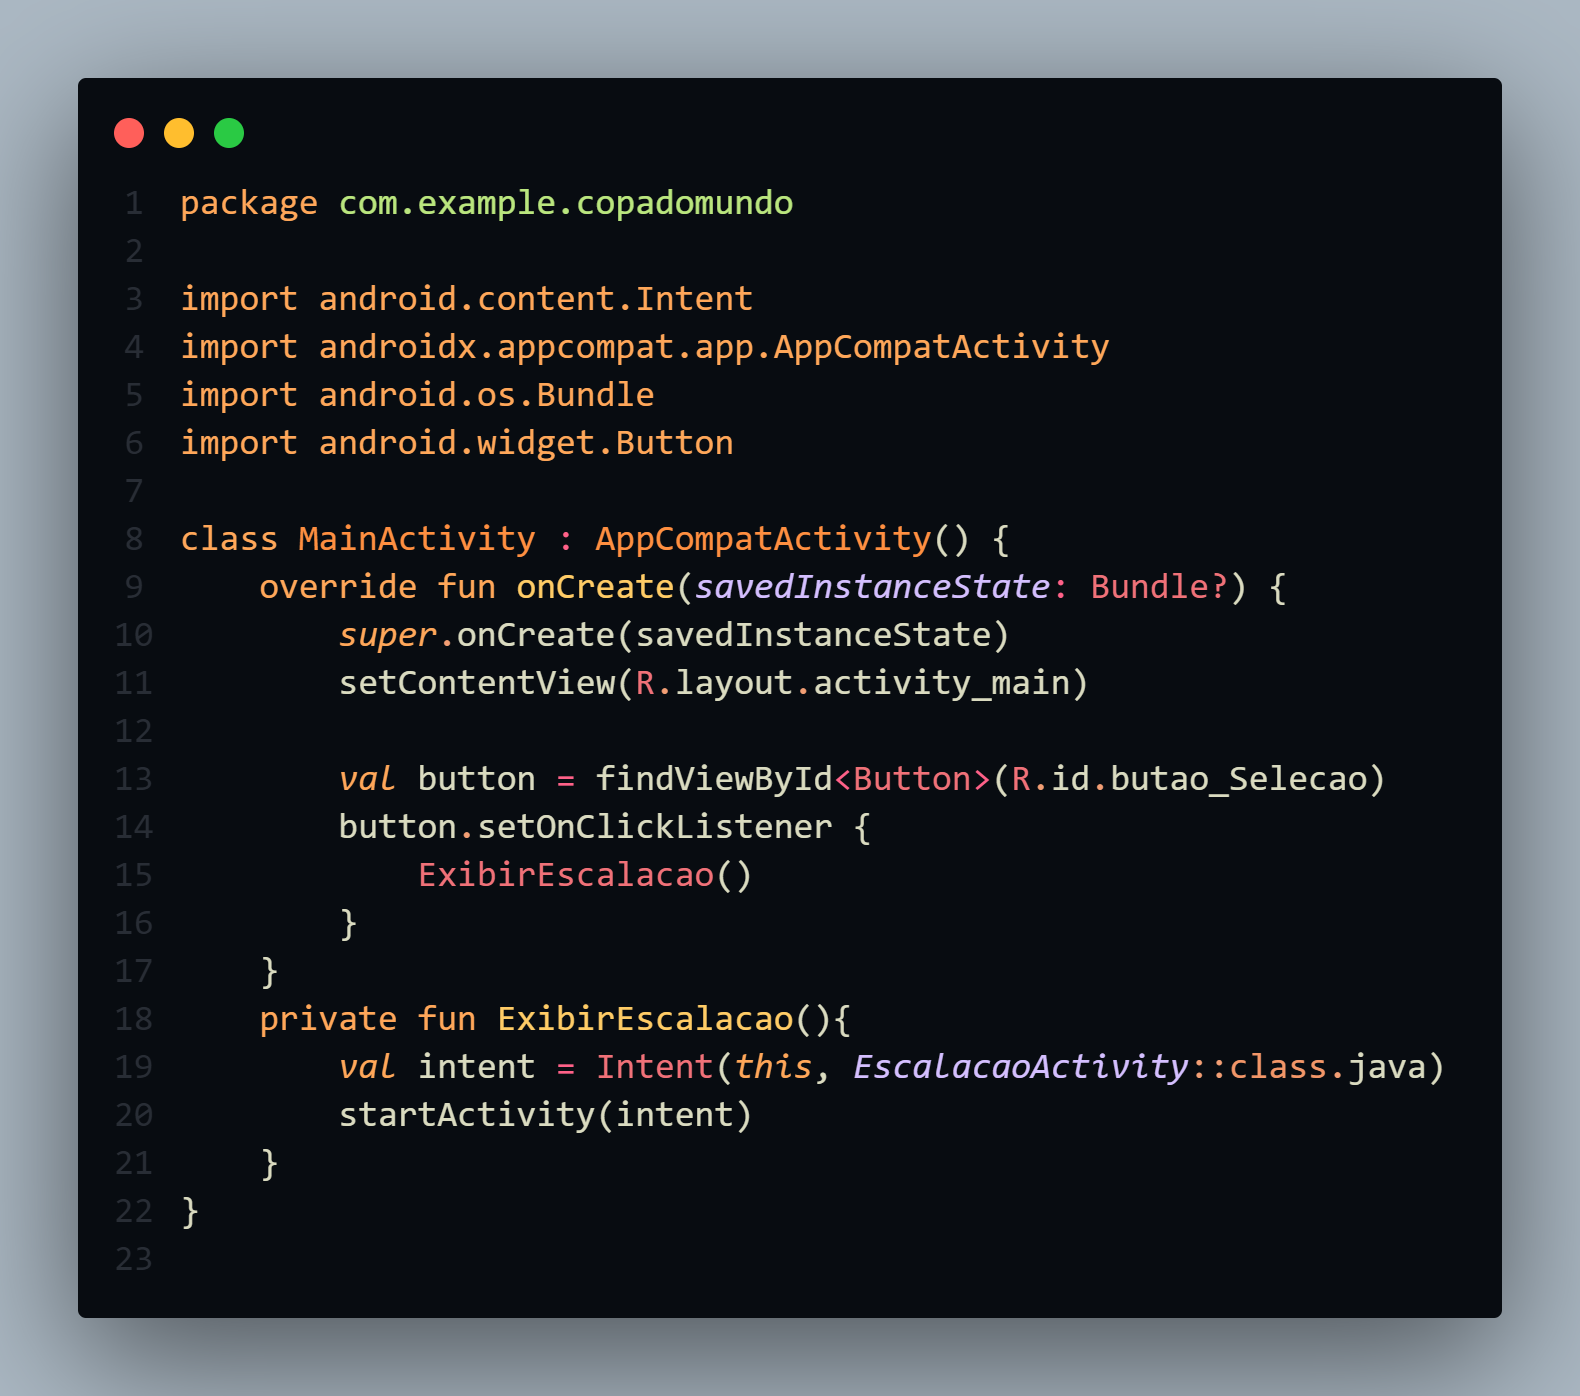 1 package com.example.copadomundo
2
3 import android.content.Intent
4 import androidx.appcompat.app.AppCompatActivity
5 import android.os.Bundle
6 import android.widget.Button
7
8 class MainActivity : AppCompatActivity() {
9     override fun onCreate(savedInstanceState: Bundle?) {
10         super.onCreate(savedInstanceState)
11         setContentView(R.layout.activity_main)
12
13         val button = findViewById<Button>(R.id.butao_Selecao)
14         button.setOnClickListener {
15             ExibirEscalacao()
16         }
17     }
18     private fun ExibirEscalacao(){
19         val intent = Intent(this, EscalacaoActivity::class.java)
20         startActivity(intent)
21     }
22 }
23